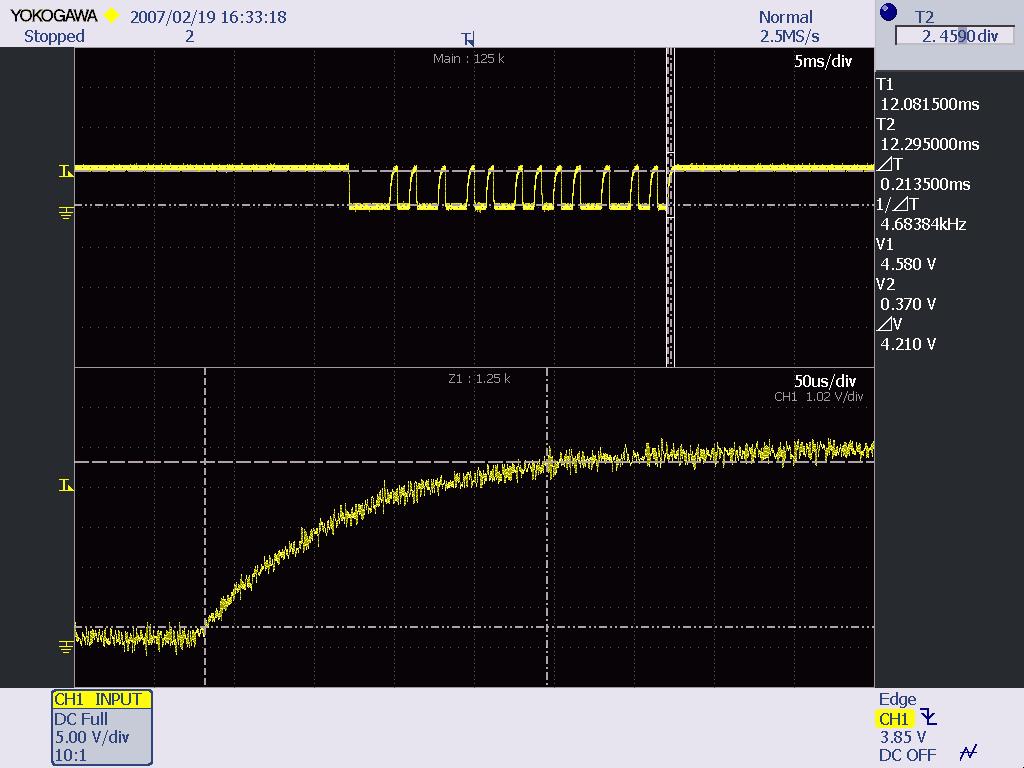 YOKOGAWA 2007/02/19 16:33:18 Normal T2
Stopped 2 T 2.5MS/s 2.4590div
Main : 125 k 5ms/div
T1
12.081500ms
T2
12.295000ms
⊿T
0.213500ms
1/⊿T
4.68384kHz
V1
4.580 V
V2
0.370 V
⊿V
4.210 V
Z1 : 1.25 k 50us/div
CH1 1.02 V/div
CH1 INPUT
DC Full
5.00 V/div
10:1
Edge
CH1
3.85 V
DC OFF